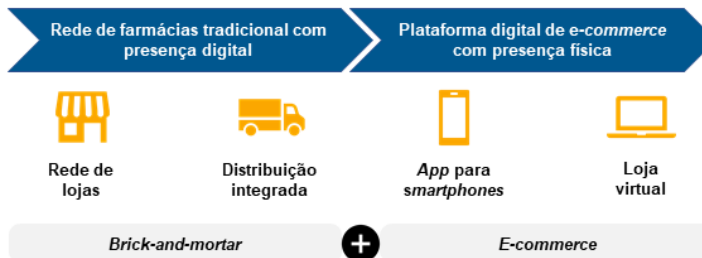 Rede de farmácias tradicional com
presença digital
Plataforma digital de e-commerce
com presença física
Rede de
lojas
Distribuição
integrada
App para
smartphones
Loja
virtual
Brick-and-mortar
E-commerce